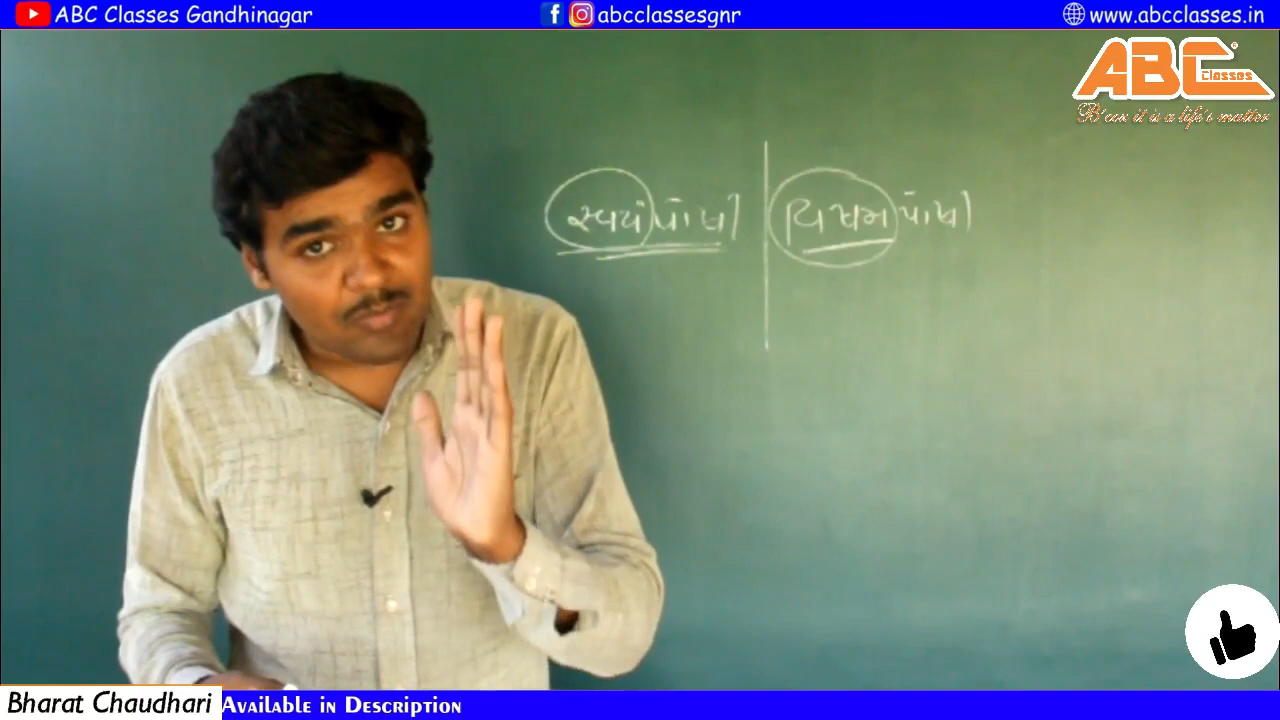 ABC Classes Gandhinagar
abcclassesgnr
www.abcclasses.in
ABC Classes
B'coz it is a life's matter
સ્વયંપોષી વિષમપોષી
Bharat Chaudhari Available in Description